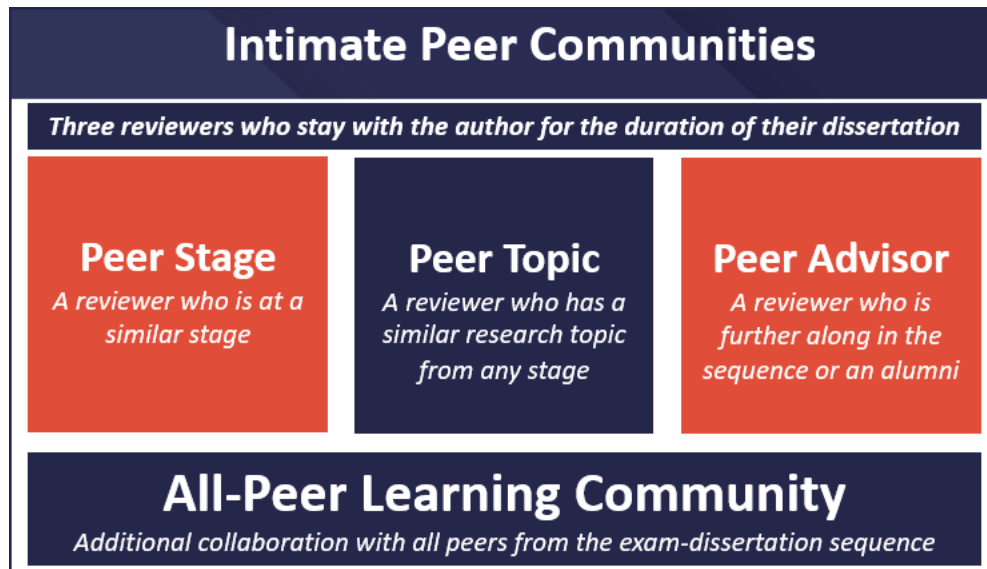 Intimate Peer Communities
Three reviewers who stay with the author for the duration of their dissertation
Peer Stage
A reviewer who is at a
similar stage
Peer Topic
A reviewer who has a
similar research topic
from any stage
Peer Advisor
A reviewer who is
further along in the
sequence or an alumni
All-Peer Learning Community
Additional collaboration with all peers from the exam-dissertation sequence